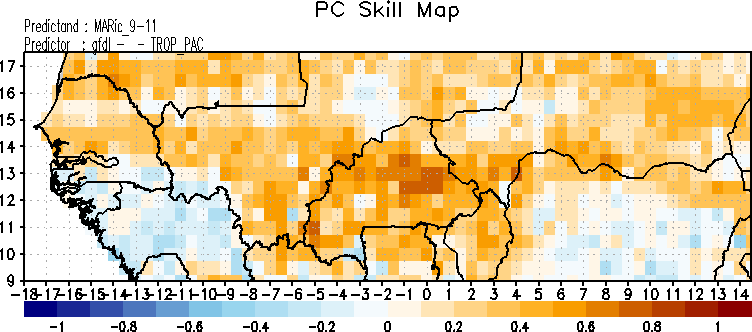 PC Skill Map
Predictand : MARic_9-11
Predictor : gfdl - - TROP_PAC
17
16
15
14
13
12
11
10
9
-18 -17 -16 -15 -14 -13 -12 -11 -10 -9 -8 -7 -6 -5 -4 -3 -2 -1 0 1 2 3 4 5 6 7 8 9 10 11 12 13 14
-1 -0.8 -0.6 -0.4 -0.2 0 0.2 0.4 0.6 0.8 1